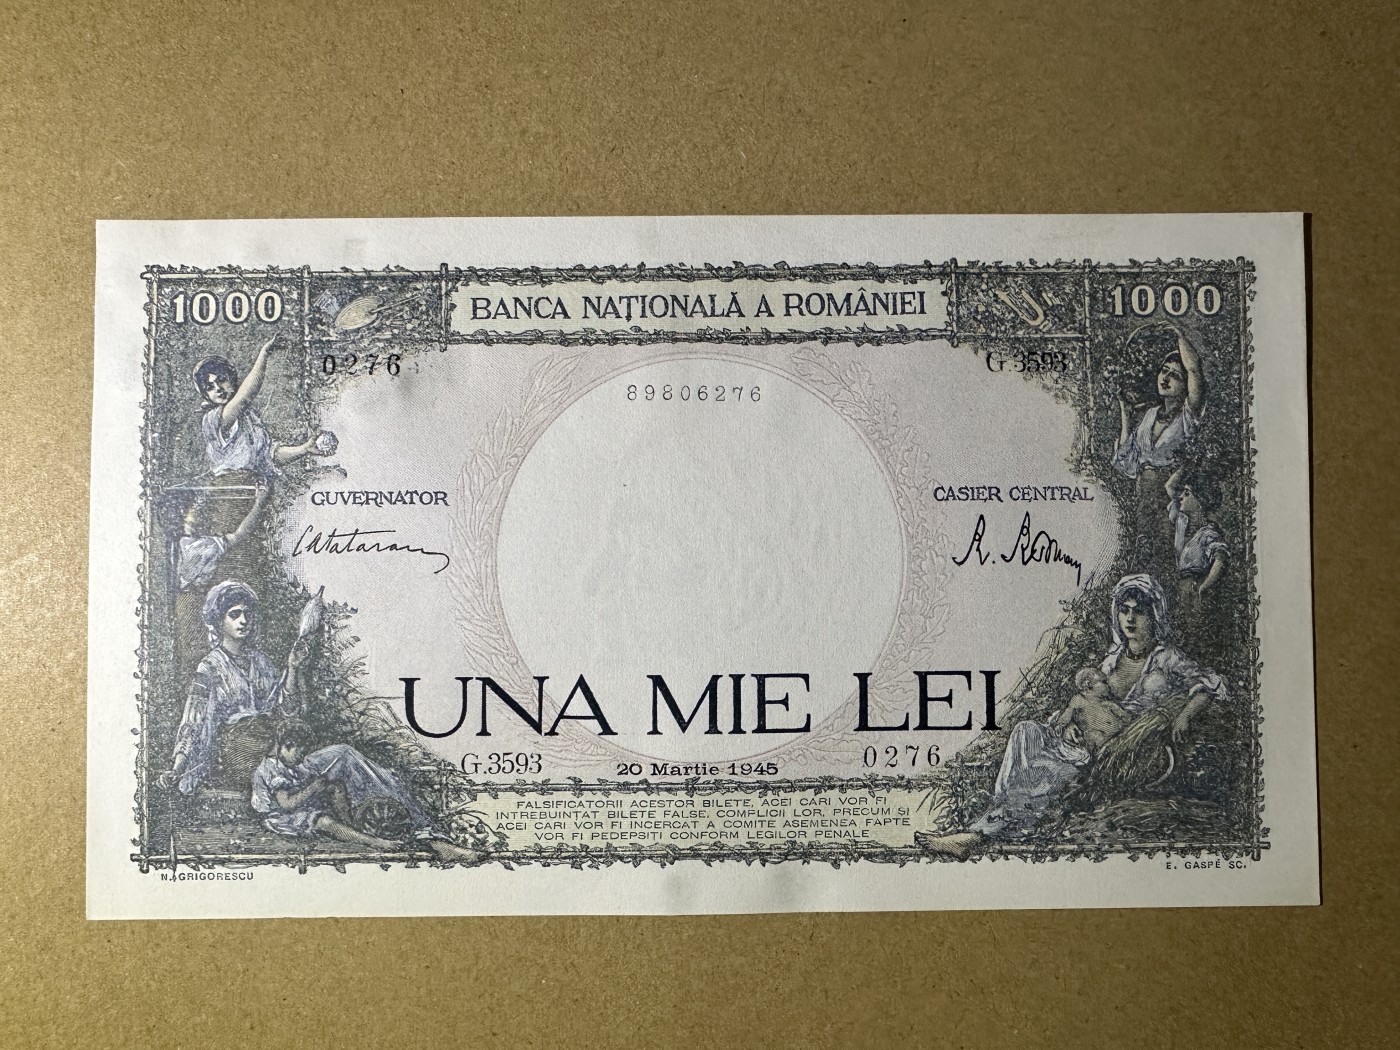 1000
BANCA NAȚIONALĂ A ROMÂNIEI
1000
0276
G.3593
89806276
GUVERNATOR
CASIER CENTRAL
UNA MIE LEI
G.3593
20 Martie 1945
0276
FALSIFICATORII ACESTOR BILETE, ACEI CARI VOR FI
INTREBUINȚAT BILETE FALSE, COMPLICII LOR, PRECUM ȘI
ACEI CARI VOR FI INCERCAT A COMITE ASEMENEA FAPTE
VOR FI PEDEPSIȚI CONFORM LEGILOR PENALE
N. GRIGORESCU
E. GASPÉ SC.